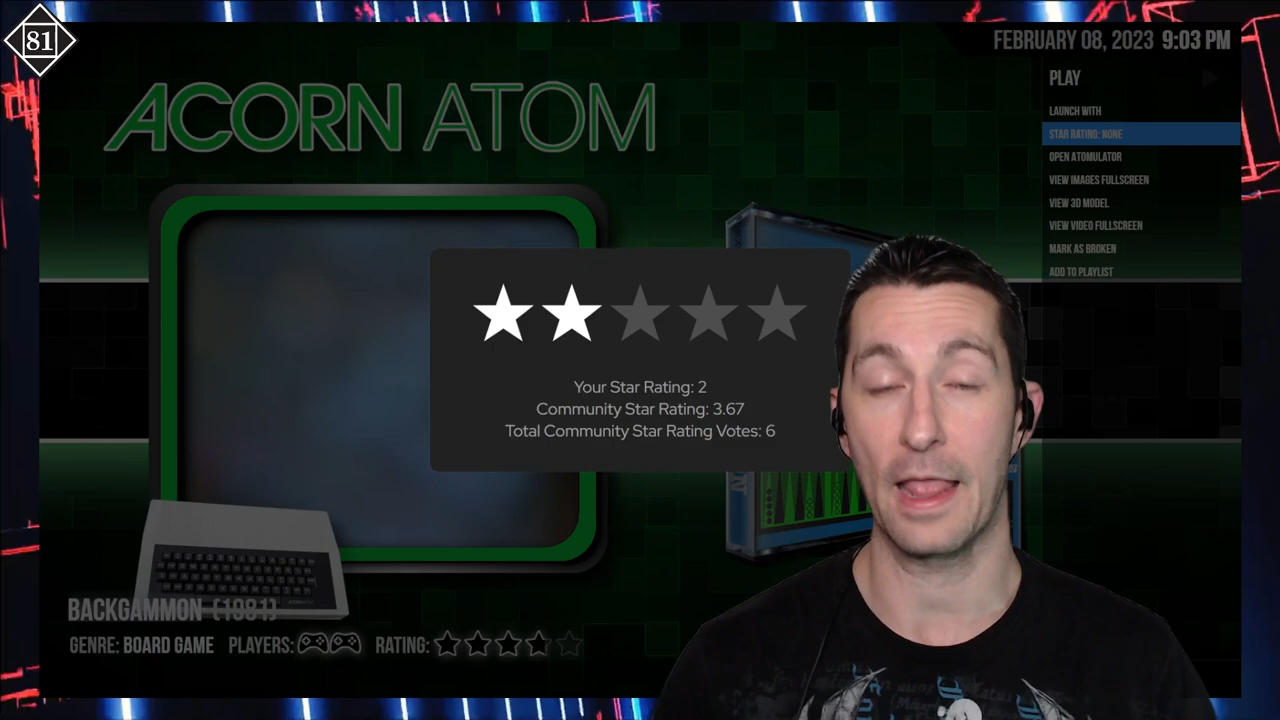 81
FEBRUARY 08, 2023 9:03 PM
ACORN ATOM
PLAY
LAUNCH WITH
STAR RATING: NONE
OPEN ATOMULATOR
VIEW IMAGES FULLSCREEN
VIEW 3D MODEL
VIEW VIDEO FULLSCREEN
MARK AS BROKEN
ADD TO PLAYLIST
Your Star Rating: 2
Community Star Rating: 3.67
Total Community Star Rating Votes: 6
BACKGAMMON (1981)
GENRE: BOARD GAME PLAYERS: RATING: